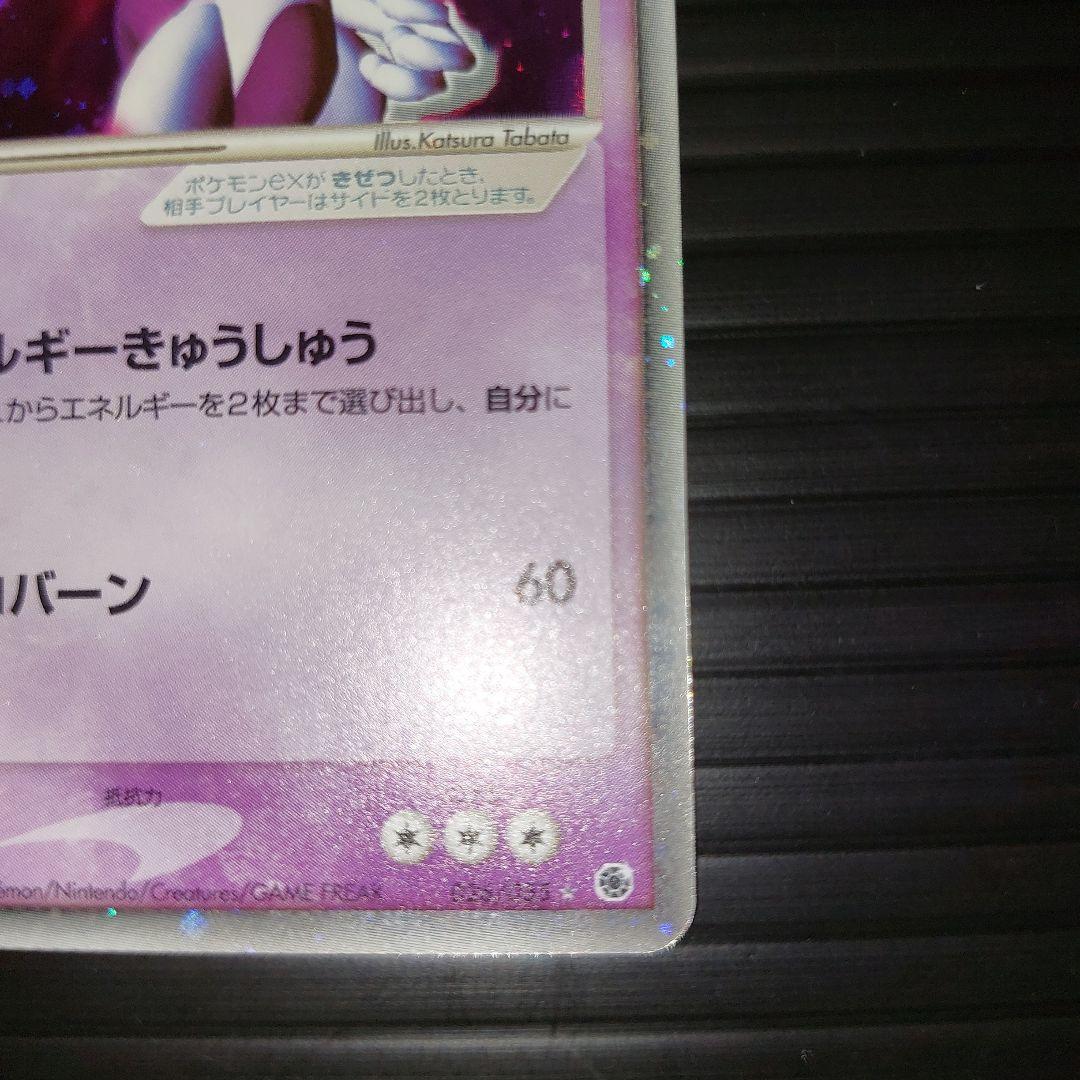 Illus.Katsura Tabata
ポケモンexが きぜつしたとき、
相手プレイヤーはサイドを2枚とります。
ルギーきゅうしゅう
からエネルギーを2枚まで選び出し、自分に
バーン 60
抵抗力
émon/Nintendo/Creatures/GAME FREAK